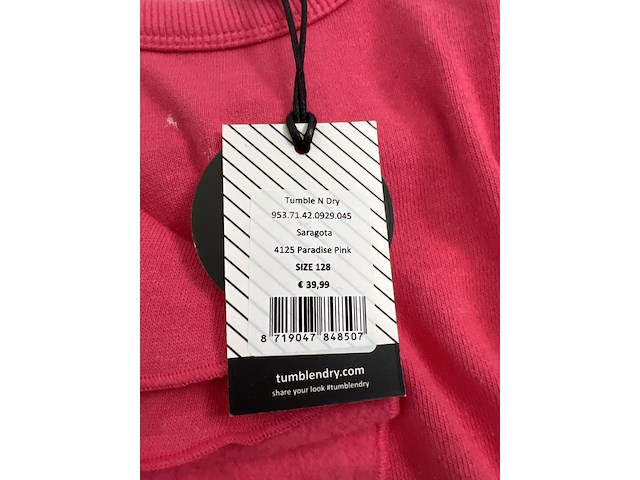 Tumble N Dry
953.71.42.0929.045
Saragota
4125 Paradise Pink
SIZE 128
€ 39,99
8 719047 848507
tumblendry.com
share your look #tumblendry